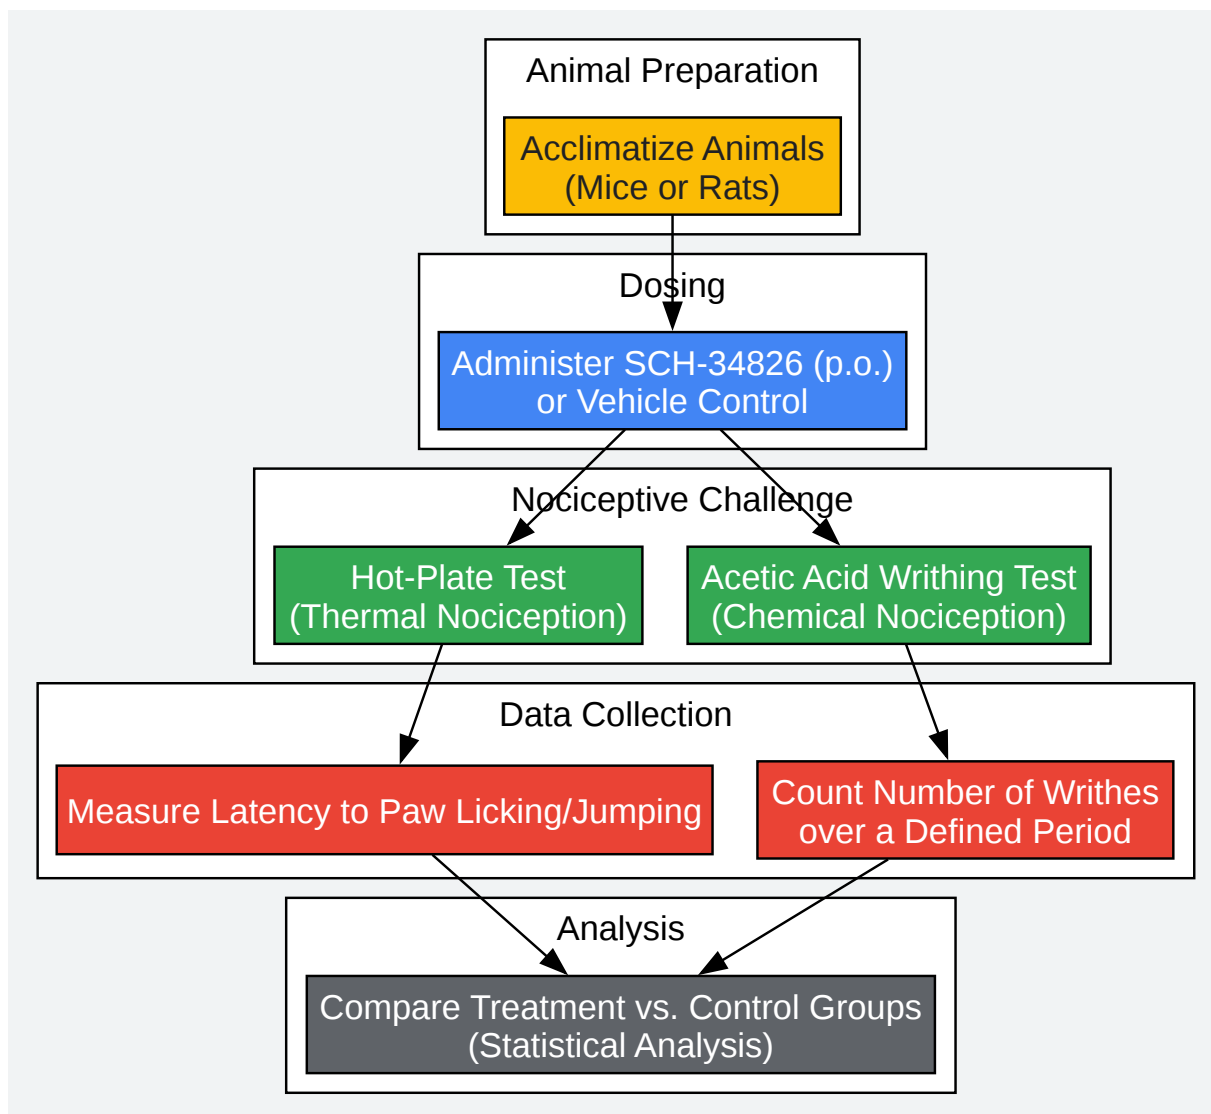 Animal Preparation
Acclimatize Animals
(Mice or Rats)
Dosing
Administer SCH-34826 (p.o.)
or Vehicle Control
Nociceptive Challenge
Hot-Plate Test
(Thermal Nociception)
Acetic Acid Writhing Test
(Chemical Nociception)
Data Collection
Measure Latency to Paw Licking/Jumping
Count Number of Writhes
over a Defined Period
Analysis
Compare Treatment vs. Control Groups
(Statistical Analysis)